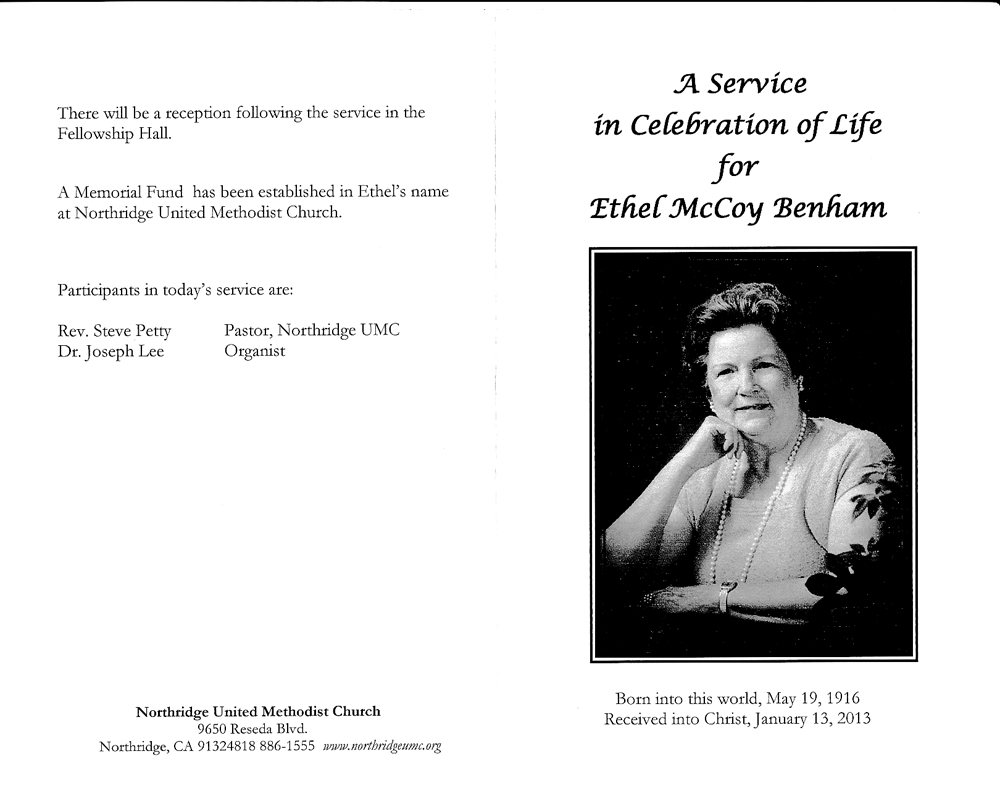 There will be a reception following the service in the
Fellowship Hall.
A Memorial Fund  has been established in Ethel's name
at Northridge United Methodist Church.
Participants in today's service are:
Rev. Steve Petty Pastor, Northridge UMC
Dr. Joseph Lee Organist
Northridge United Methodist Church
9650 Reseda Blvd.
Northridge, CA 91324818 886-1555 www.northridgeumc.org
A Service
in Celebration of Life
for
Ethel McCoy Benham
Born into this world, May 19, 1916
Received into Christ, January 13, 2013